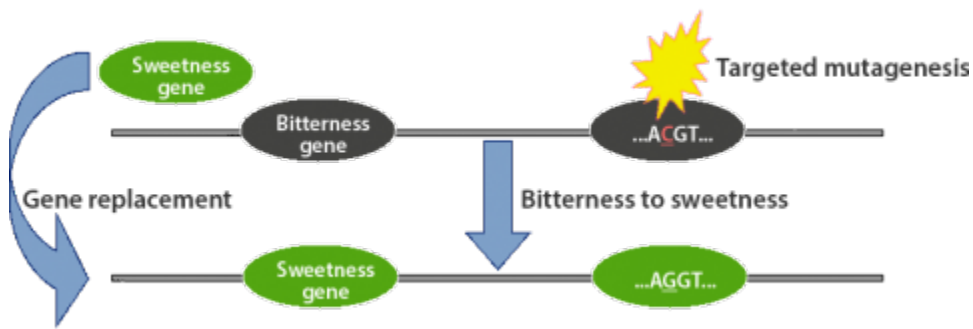 Sweetness
gene
Targeted mutagenesis
Bitterness
gene
...ACGT...
Gene replacement
Bitterness to sweetness
Sweetness
gene
...AGGT...